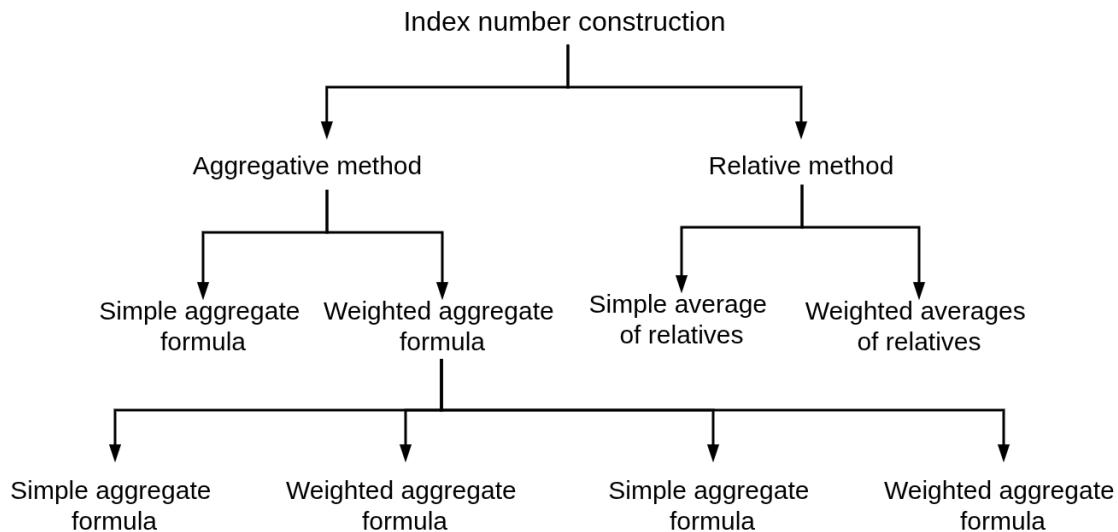 Index number construction
Aggregative method
Relative method
Simple aggregate
formula
Weighted aggregate
formula
Simple average
of relatives
Weighted averages
of relatives
Simple aggregate
formula
Weighted aggregate
formula
Simple aggregate
formula
Weighted aggregate
formula